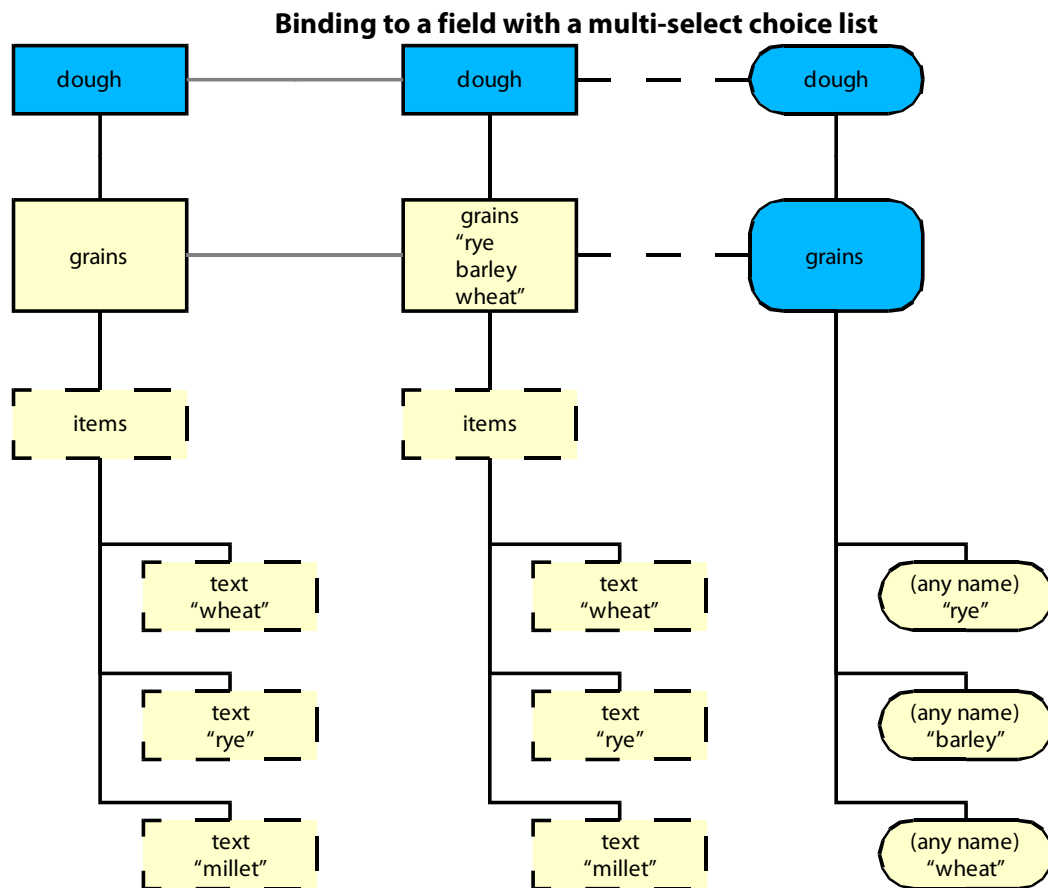 Binding to a field with a multi-select choice list
dough
dough
dough
grains
grains
“rye
barley
wheat”
grains
items
items
text
“wheat”
text
“wheat”
(any name)
“rye”
text
“rye”
text
“rye”
(any name)
“barley”
text
“millet”
text
“millet”
(any name)
“wheat”